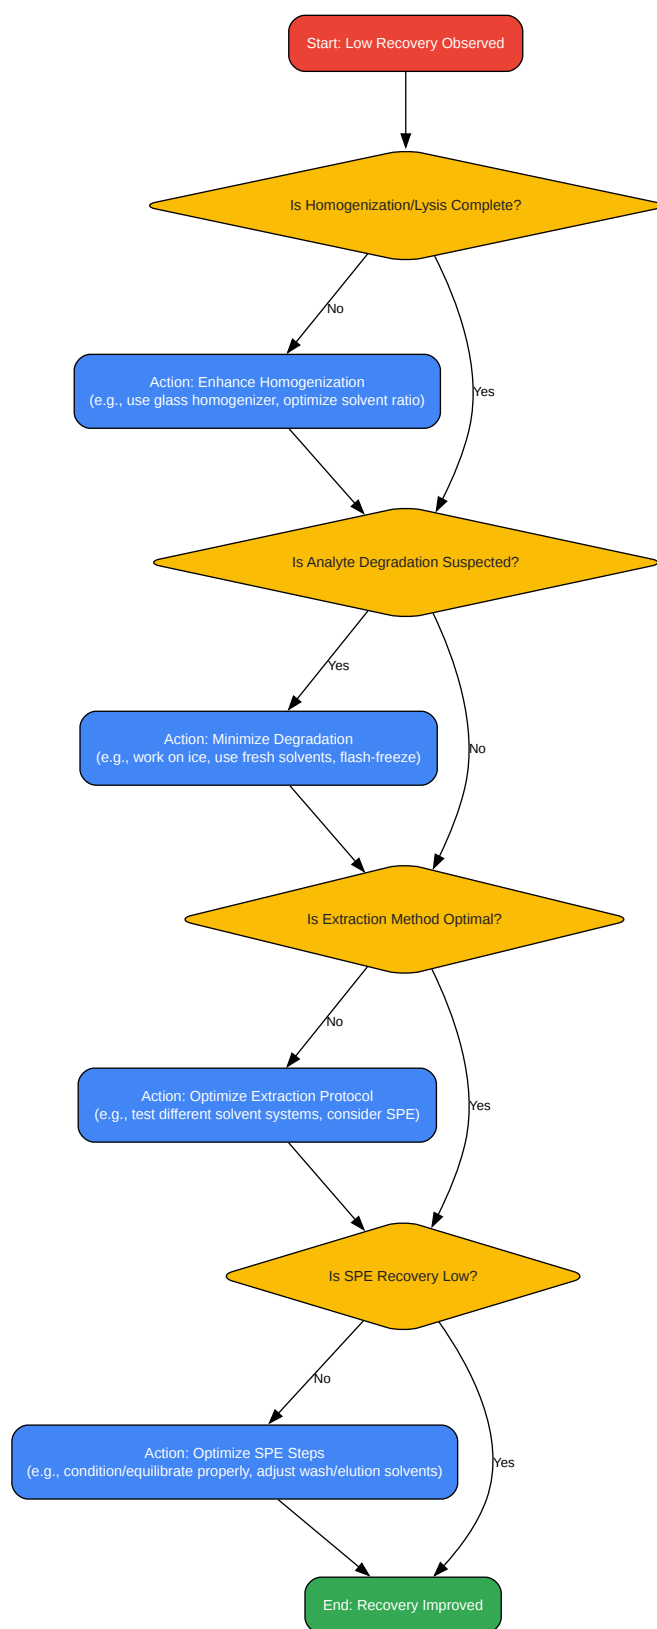 Start: Low Recovery Observed
Is Homogenization/Lysis Complete?
No
Action: Enhance Homogenization
(e.g., use glass homogenizer, optimize solvent ratio)
Yes
Is Analyte Degradation Suspected?
Yes
Action: Minimize Degradation
(e.g., work on ice, use fresh solvents, flash-freeze)
No
Is Extraction Method Optimal?
No
Action: Optimize Extraction Protocol
(e.g., test different solvent systems, consider SPE)
Yes
Is SPE Recovery Low?
No
Action: Optimize SPE Steps
(e.g., condition/equilibrate properly, adjust wash/elution solvents)
Yes
End: Recovery Improved